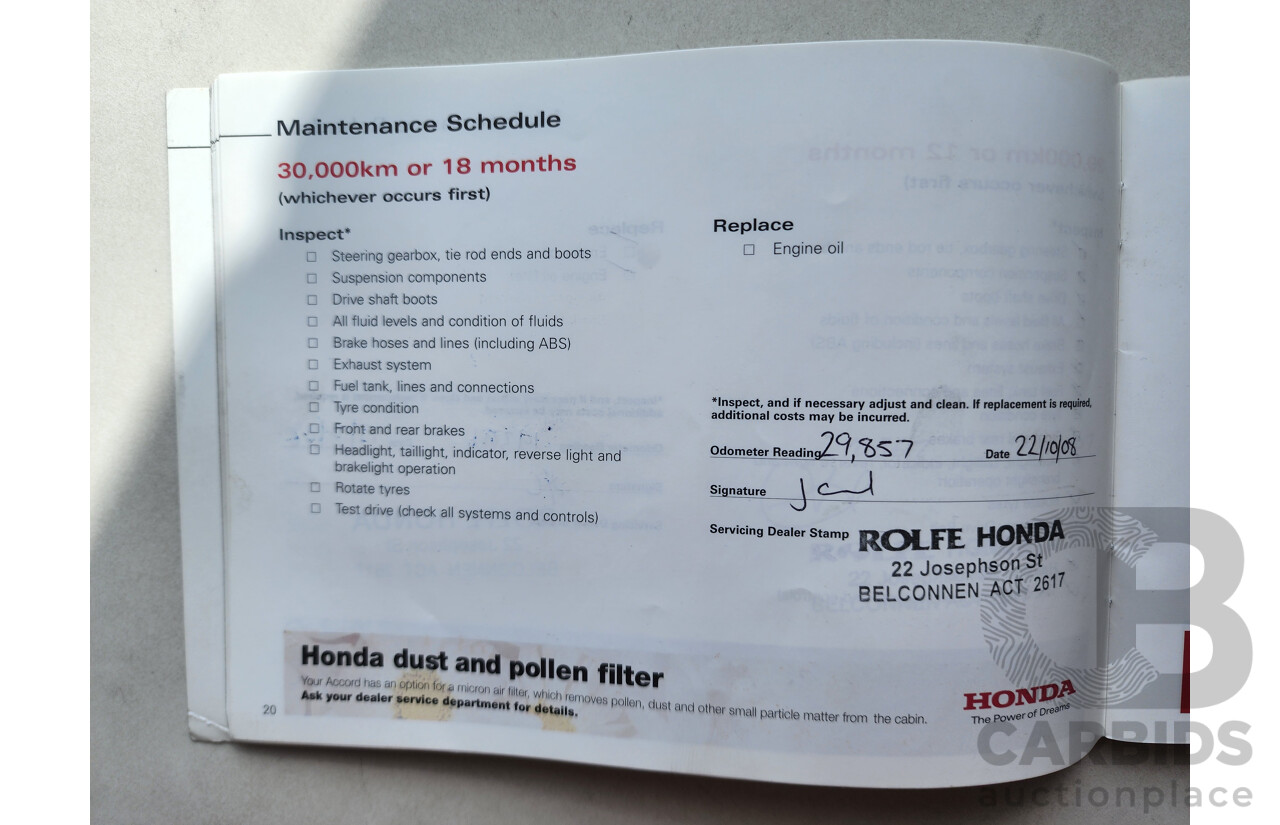 Maintenance Schedule
30,000km or 18 months
(whichever occurs first)
Inspect*
Steering gearbox, tie rod ends and boots
Suspension components
Drive shaft boots
All fluid levels and condition of fluids
Brake hoses and lines (including ABS)
Exhaust system
Fuel tank, lines and connections
Tyre condition
Front and rear brakes
Headlight, taillight, indicator, reverse light and
brakelight operation
Rotate tyres
Test drive (check all systems and controls)
Replace
Engine oil
*Inspect, and if necessary adjust and clean. If replacement is required,
additional costs may be incurred.
Odometer Reading 29,857 Date 22/10/08
Signature
Servicing Dealer Stamp ROLFE HONDA
22 Josephson St
BELCONNEN ACT 2617
Honda dust and pollen filter
Your Accord has an option for a micron air filter, which removes pollen, dust and other small particle matter from the cabin.
Ask your dealer service department for details.
HONDA
The Power of Dreams
20
CARBIDS
auctionplace